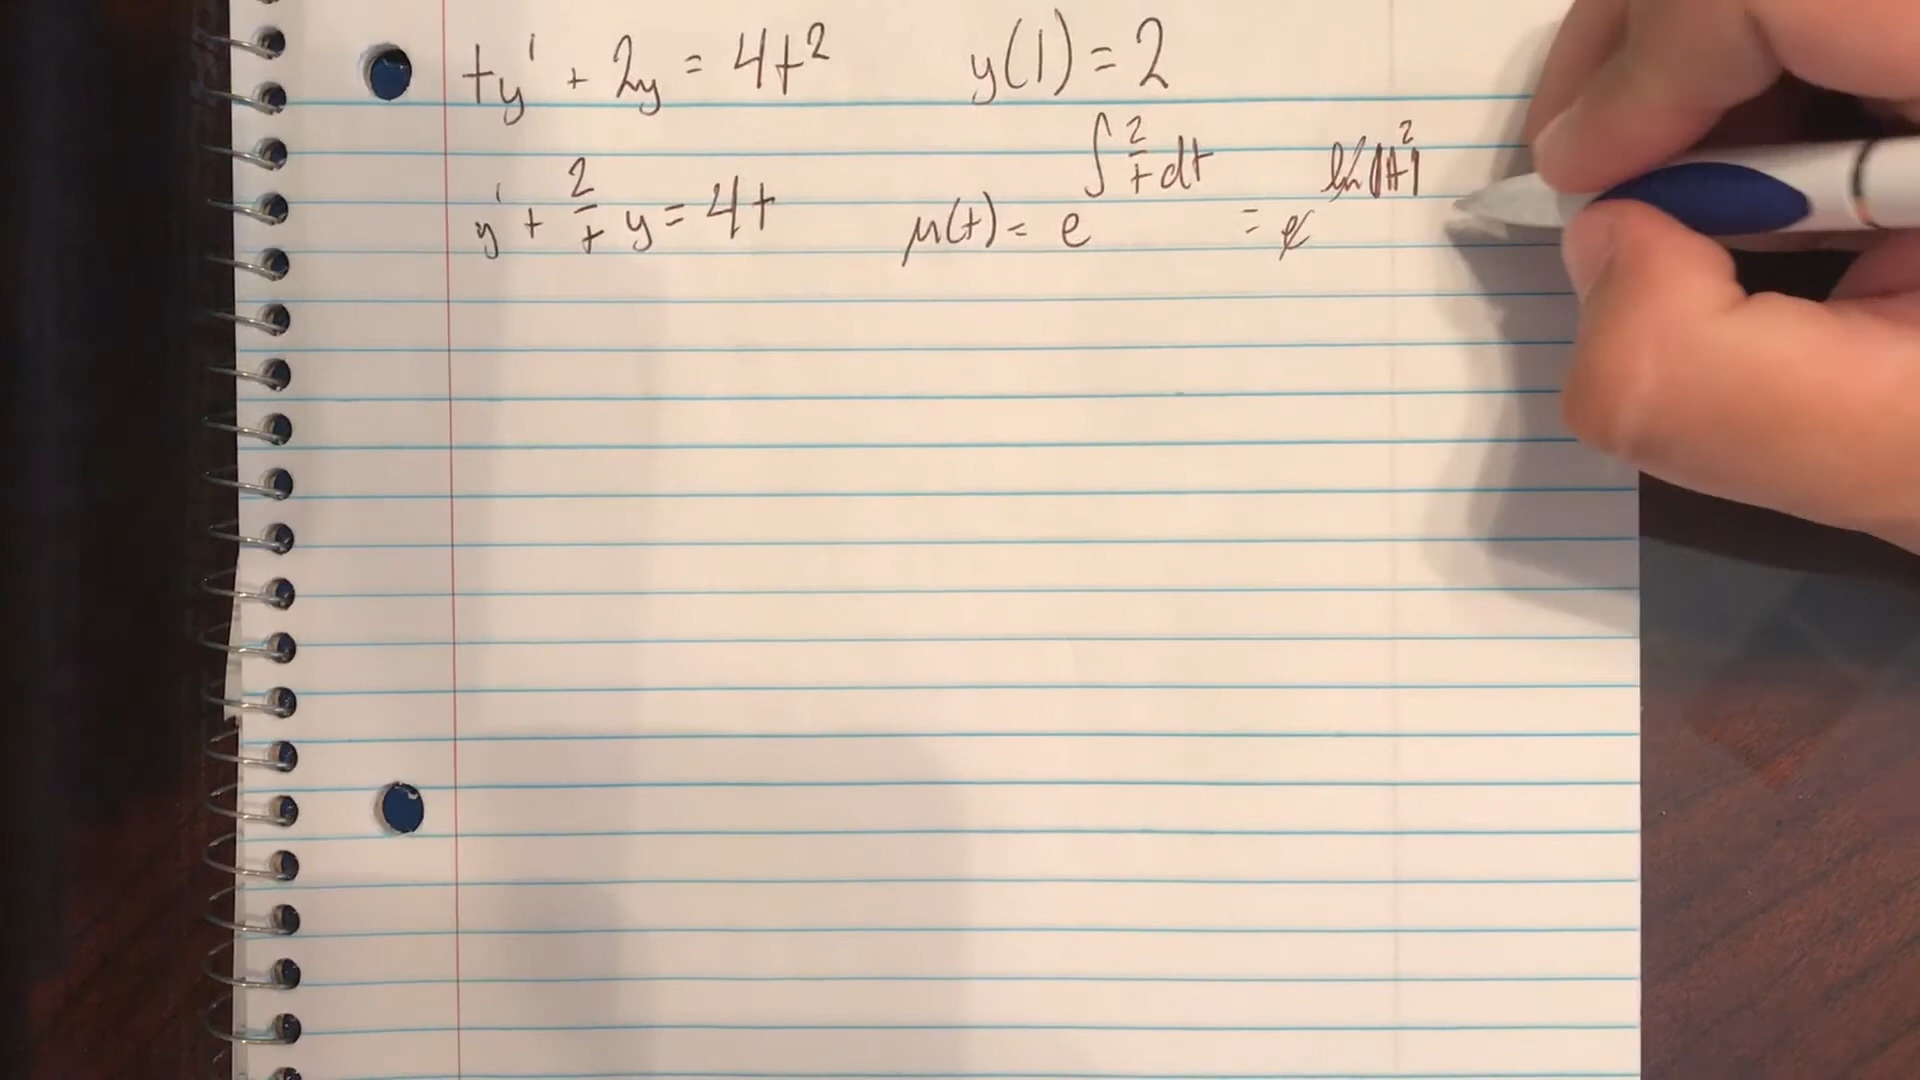 ty' + 2y = 4t² y(1) = 2
y' + 2/t y = 4t μ(t) = e^∫ 2/t dt = e^ln|t|²